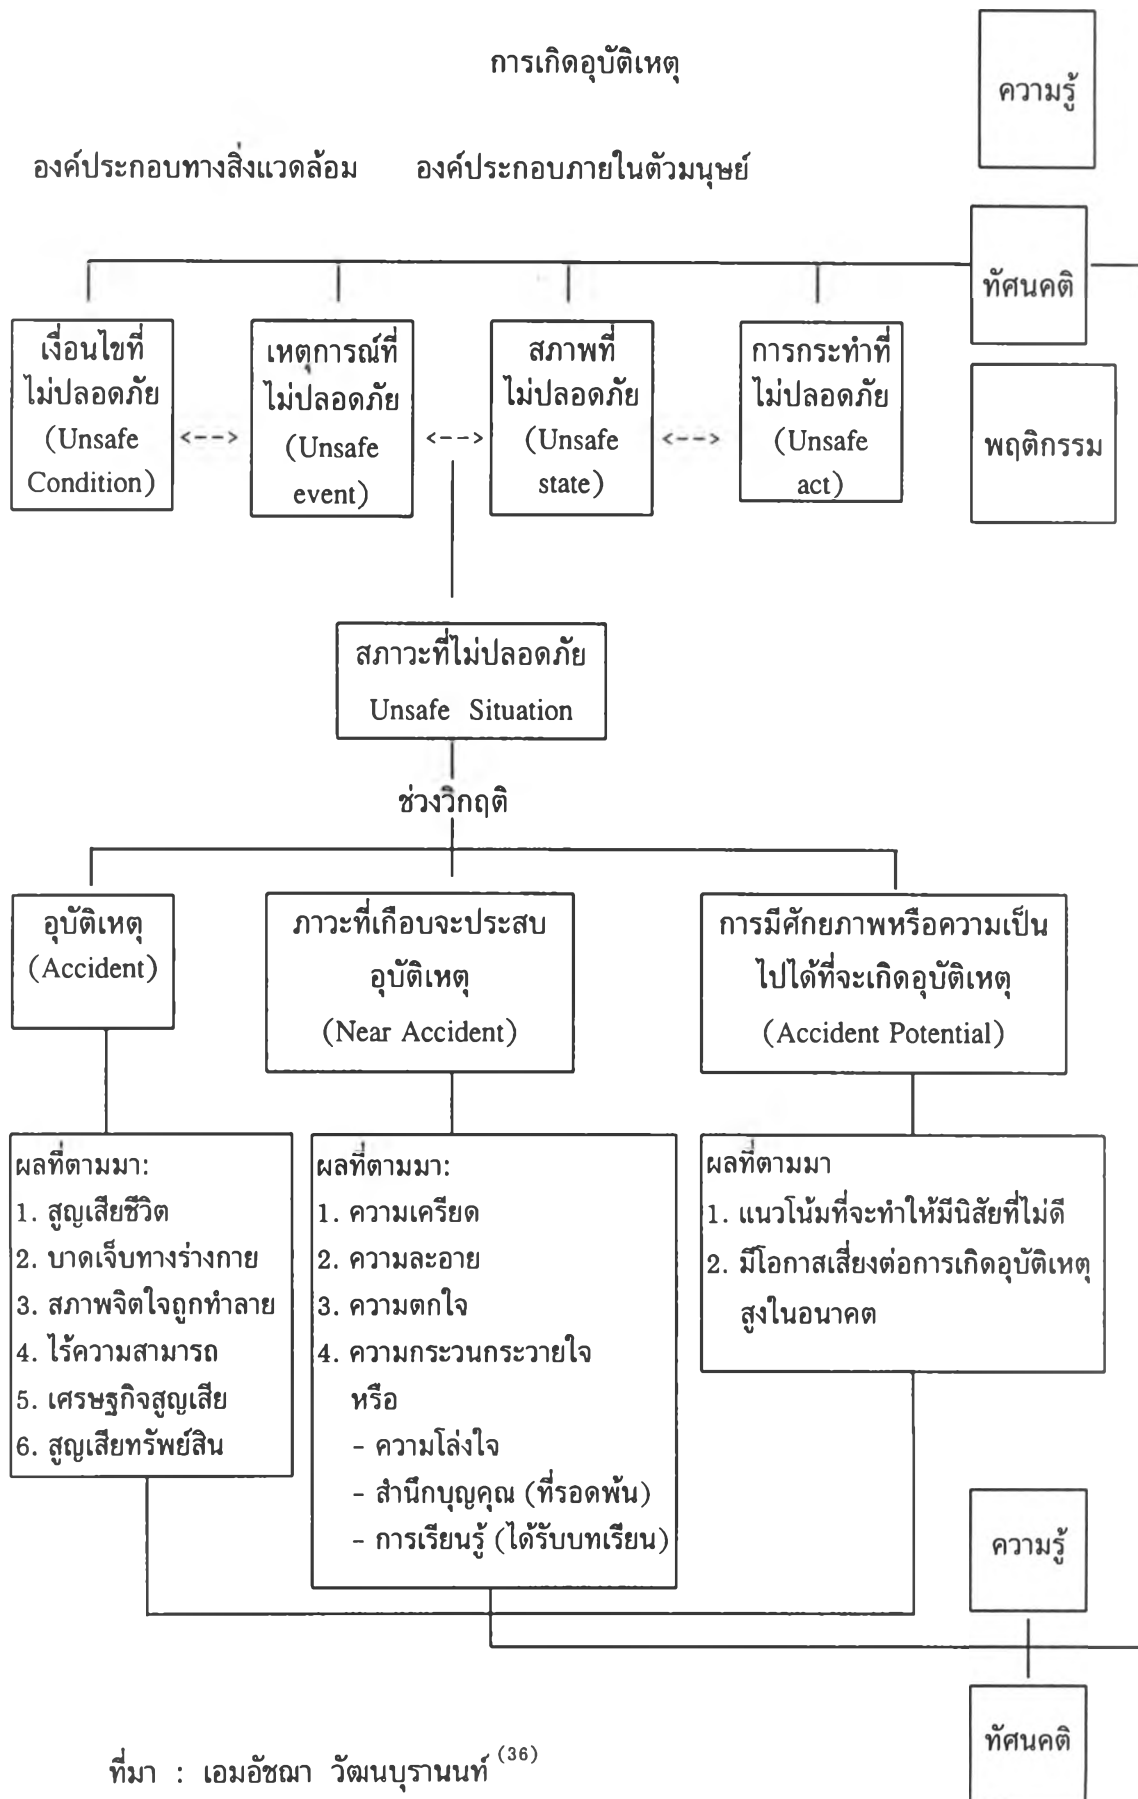 การเกิดอุบัติเหตุ
ความรู้
องค์ประกอบทางสิ่งแวดล้อม
องค์ประกอบภายในตัวมนุษย์
ทัศนคติ
เงื่อนไขที่
ไม่ปลอดภัย
(Unsafe
Condition)
<-->
เหตุการณ์ที่
ไม่ปลอดภัย
(Unsafe
event)
<-->
สภาพที่
ไม่ปลอดภัย
(Unsafe
state)
<-->
การกระทำที่
ไม่ปลอดภัย
(Unsafe
act)
พฤติกรรม
สภาวะที่ไม่ปลอดภัย
Unsafe Situation
ช่วงวิกฤติ
อุบัติเหตุ
(Accident)
ภาวะที่เกือบจะประสบ
อุบัติเหตุ
(Near Accident)
การมีศักยภาพหรือความเป็น
ไปได้ที่จะเกิดอุบัติเหตุ
(Accident Potential)
ผลที่ตามมา:
1. สูญเสียชีวิต
2. บาดเจ็บทางร่างกาย
3. สภาพจิตใจถูกทำลาย
4. ไร้ความสามารถ
5. เศรษฐกิจสูญเสีย
6. สูญเสียทรัพย์สิน
ผลที่ตามมา:
1. ความเครียด
2. ความละอาย
3. ความตกใจ
4. ความกระวนกระวายใจ
หรือ
- ความโล่งใจ
- สำนึกบุญคุณ (ที่รอดพ้น)
- การเรียนรู้ (ได้รับบทเรียน)
ผลที่ตามมา
1. แนวโน้มที่จะทำให้มีนิสัยที่ไม่ดี
2. มีโอกาสเสี่ยงต่อการเกิดอุบัติเหตุ
สูงในอนาคต
ความรู้
ทัศนคติ
ที่มา : เอมอัชฌา วัฒนบุรานนท์ (36)